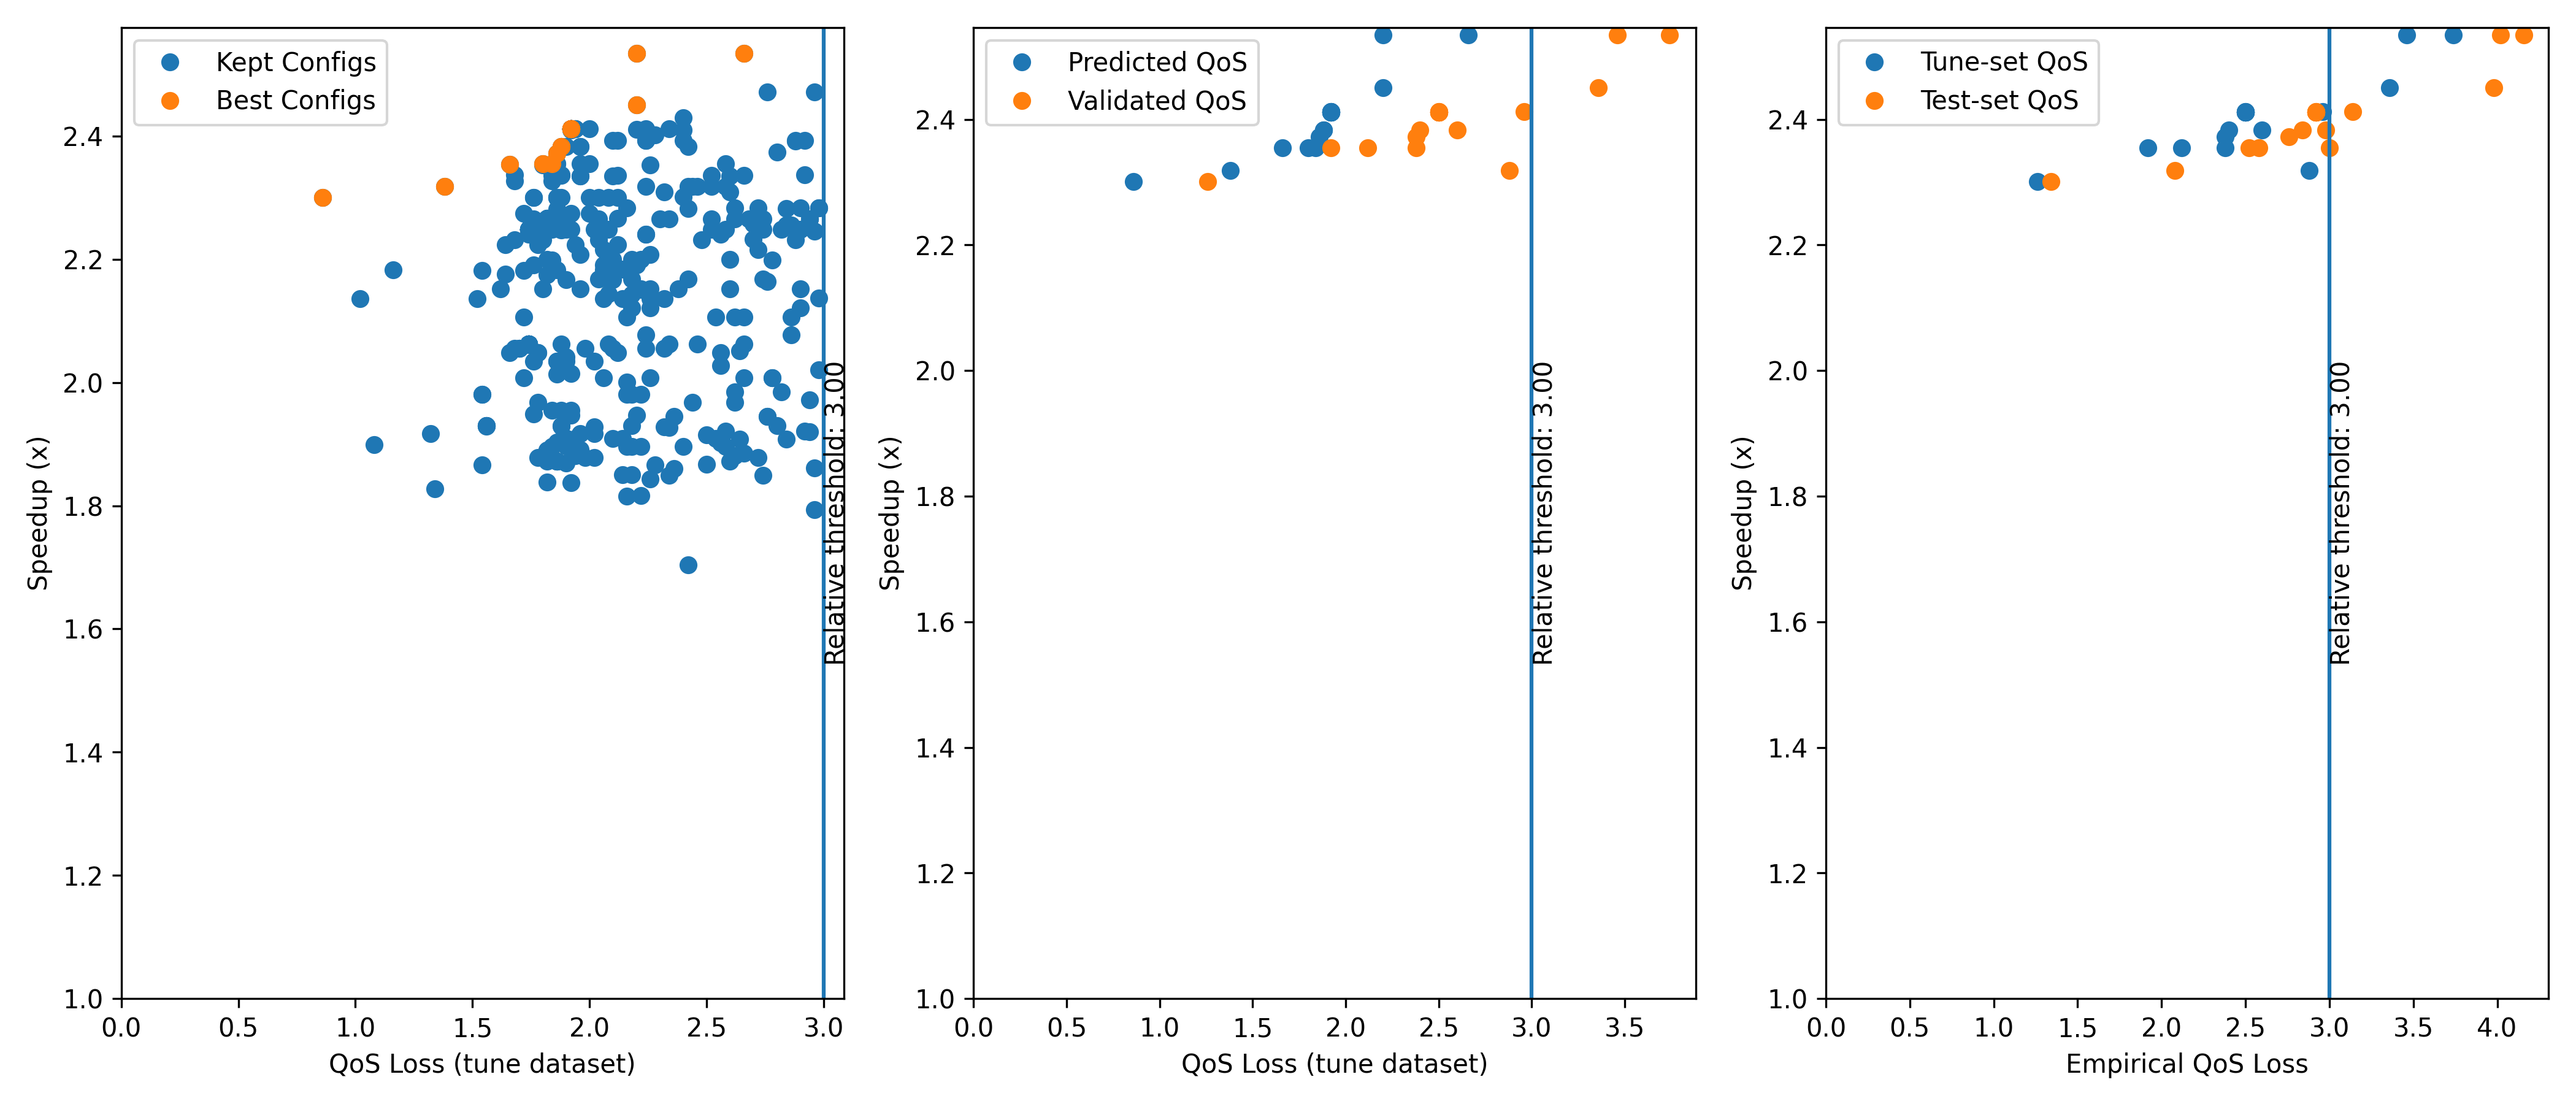 Kept Configs
Best Configs
Speedup (x)
2.4
2.2
2.0
1.8
1.6
1.4
1.2
1.0
Relative threshold: 3.00
0.0 0.5 1.0 1.5 2.0 2.5 3.0
QoS Loss (tune dataset)
Predicted QoS
Validated QoS
Speedup (x)
2.4
2.2
2.0
1.8
1.6
1.4
1.2
1.0
Relative threshold: 3.00
0.0 0.5 1.0 1.5 2.0 2.5 3.0 3.5
QoS Loss (tune dataset)
Tune-set QoS
Test-set QoS
Speedup (x)
2.4
2.2
2.0
1.8
1.6
1.4
1.2
1.0
Relative threshold: 3.00
0.0 0.5 1.0 1.5 2.0 2.5 3.0 3.5 4.0
Empirical QoS Loss